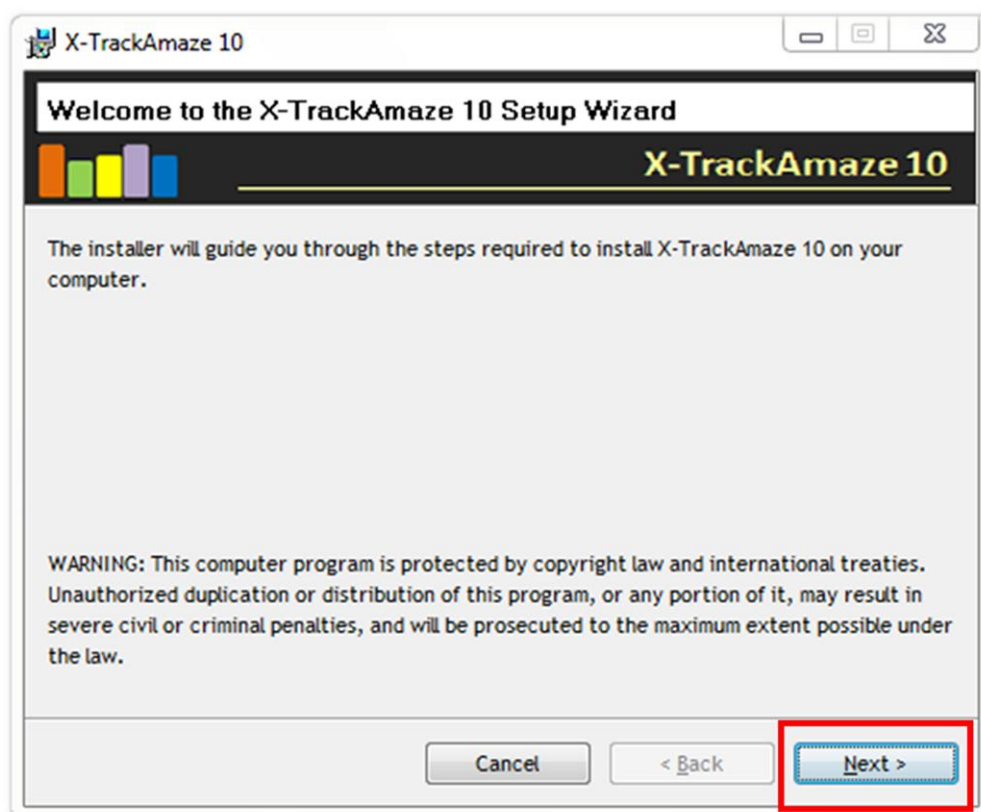 X-TrackAmaze 10
Welcome to the X-TrackAmaze 10 Setup Wizard
X-TrackAmaze 10
The installer will guide you through the steps required to install X-TrackAmaze 10 on your
computer.
WARNING: This computer program is protected by copyright law and international treaties.
Unauthorized duplication or distribution of this program, or any portion of it, may result in
severe civil or criminal penalties, and will be prosecuted to the maximum extent possible under
the law.
Cancel < Back Next >